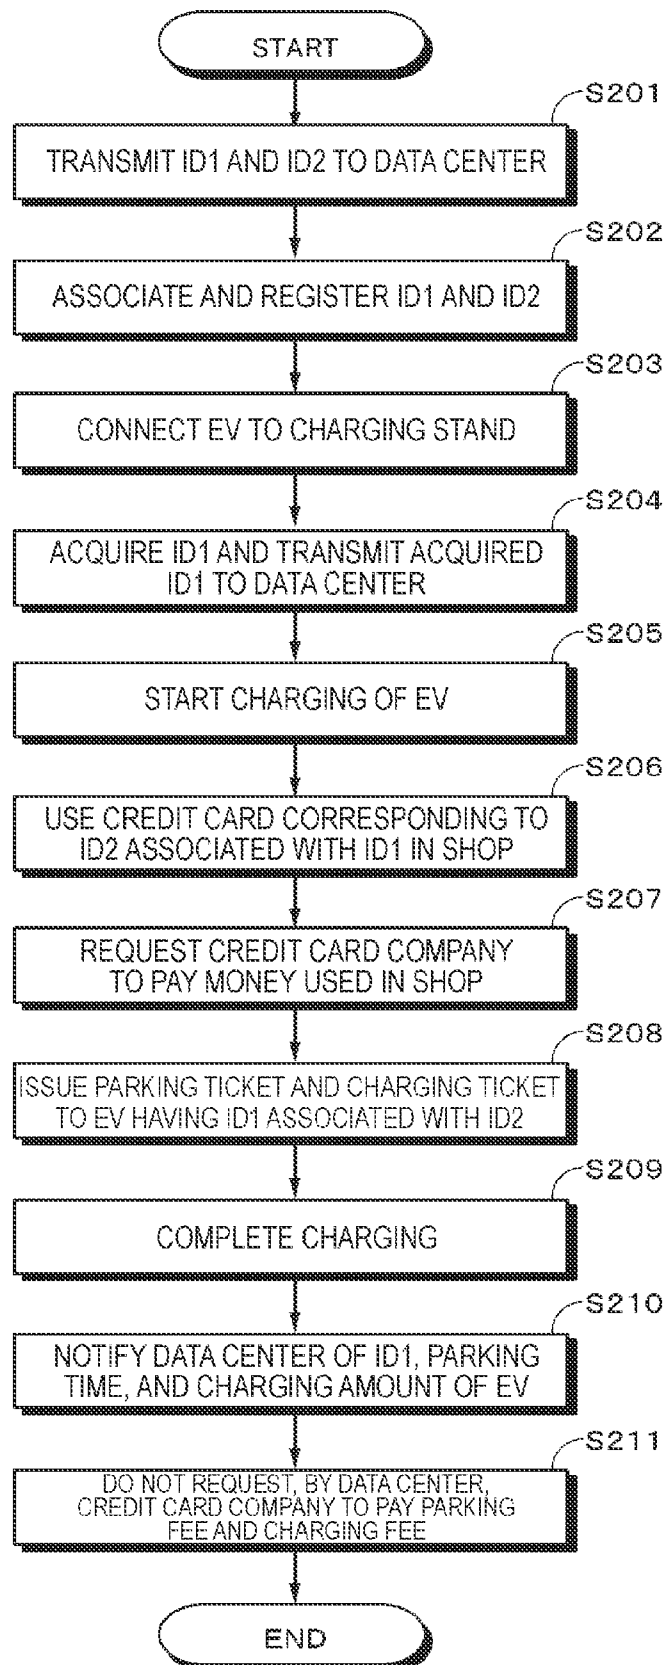 START
S201
TRANSMIT ID1 AND ID2 TO DATA CENTER
S202
ASSOCIATE AND REGISTER ID1 AND ID2
S203
CONNECT EV TO CHARGING STAND
S204
ACQUIRE ID1 AND TRANSMIT ACQUIRED
ID1 TO DATA CENTER
S205
START CHARGING OF EV
S206
USE CREDIT CARD CORRESPONDING TO
ID2 ASSOCIATED WITH ID1 IN SHOP
S207
REQUEST CREDIT CARD COMPANY
TO PAY MONEY USED IN SHOP
S208
ISSUE PARKING TICKET AND CHARGING TICKET
TO EV HAVING ID1 ASSOCIATED WITH ID2
S209
COMPLETE CHARGING
S210
NOTIFY DATA CENTER OF ID1, PARKING
TIME, AND CHARGING AMOUNT OF EV
S211
DO NOT REQUEST, BY DATA CENTER,
CREDIT CARD COMPANY TO PAY PARKING
FEE AND CHARGING FEE
END